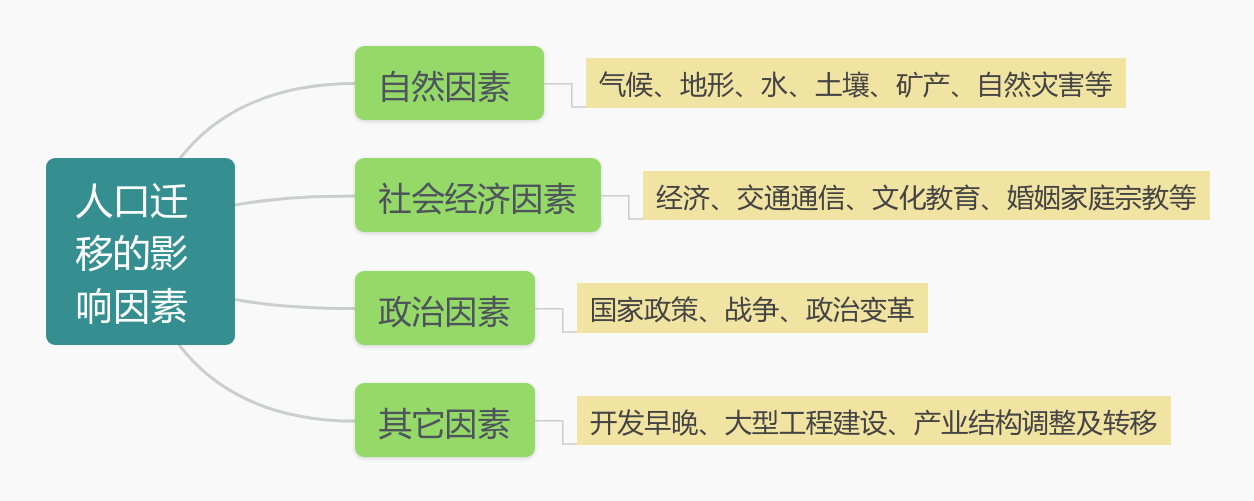 人口迁
移的影
响因素
自然因素
气候、地形、水、土壤、矿产、自然灾害等
社会经济因素
经济、交通通信、文化教育、婚姻家庭宗教等
政治因素
国家政策、战争、政治变革
其它因素
开发早晚、大型工程建设、产业结构调整及转移